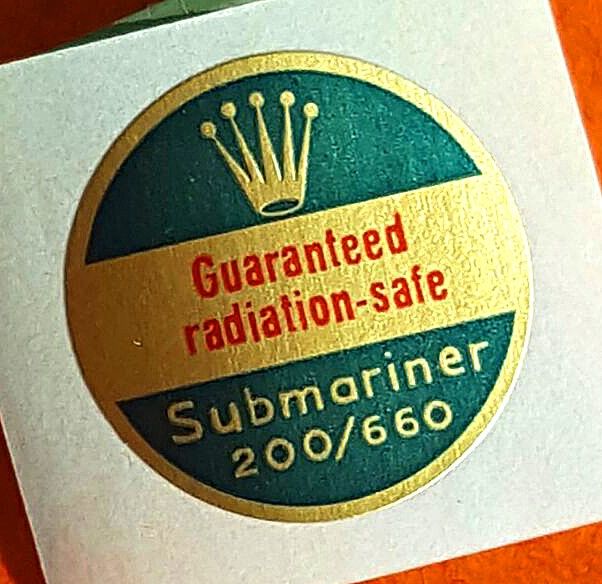 Guaranteed
radiation-safe
Submariner
200/660